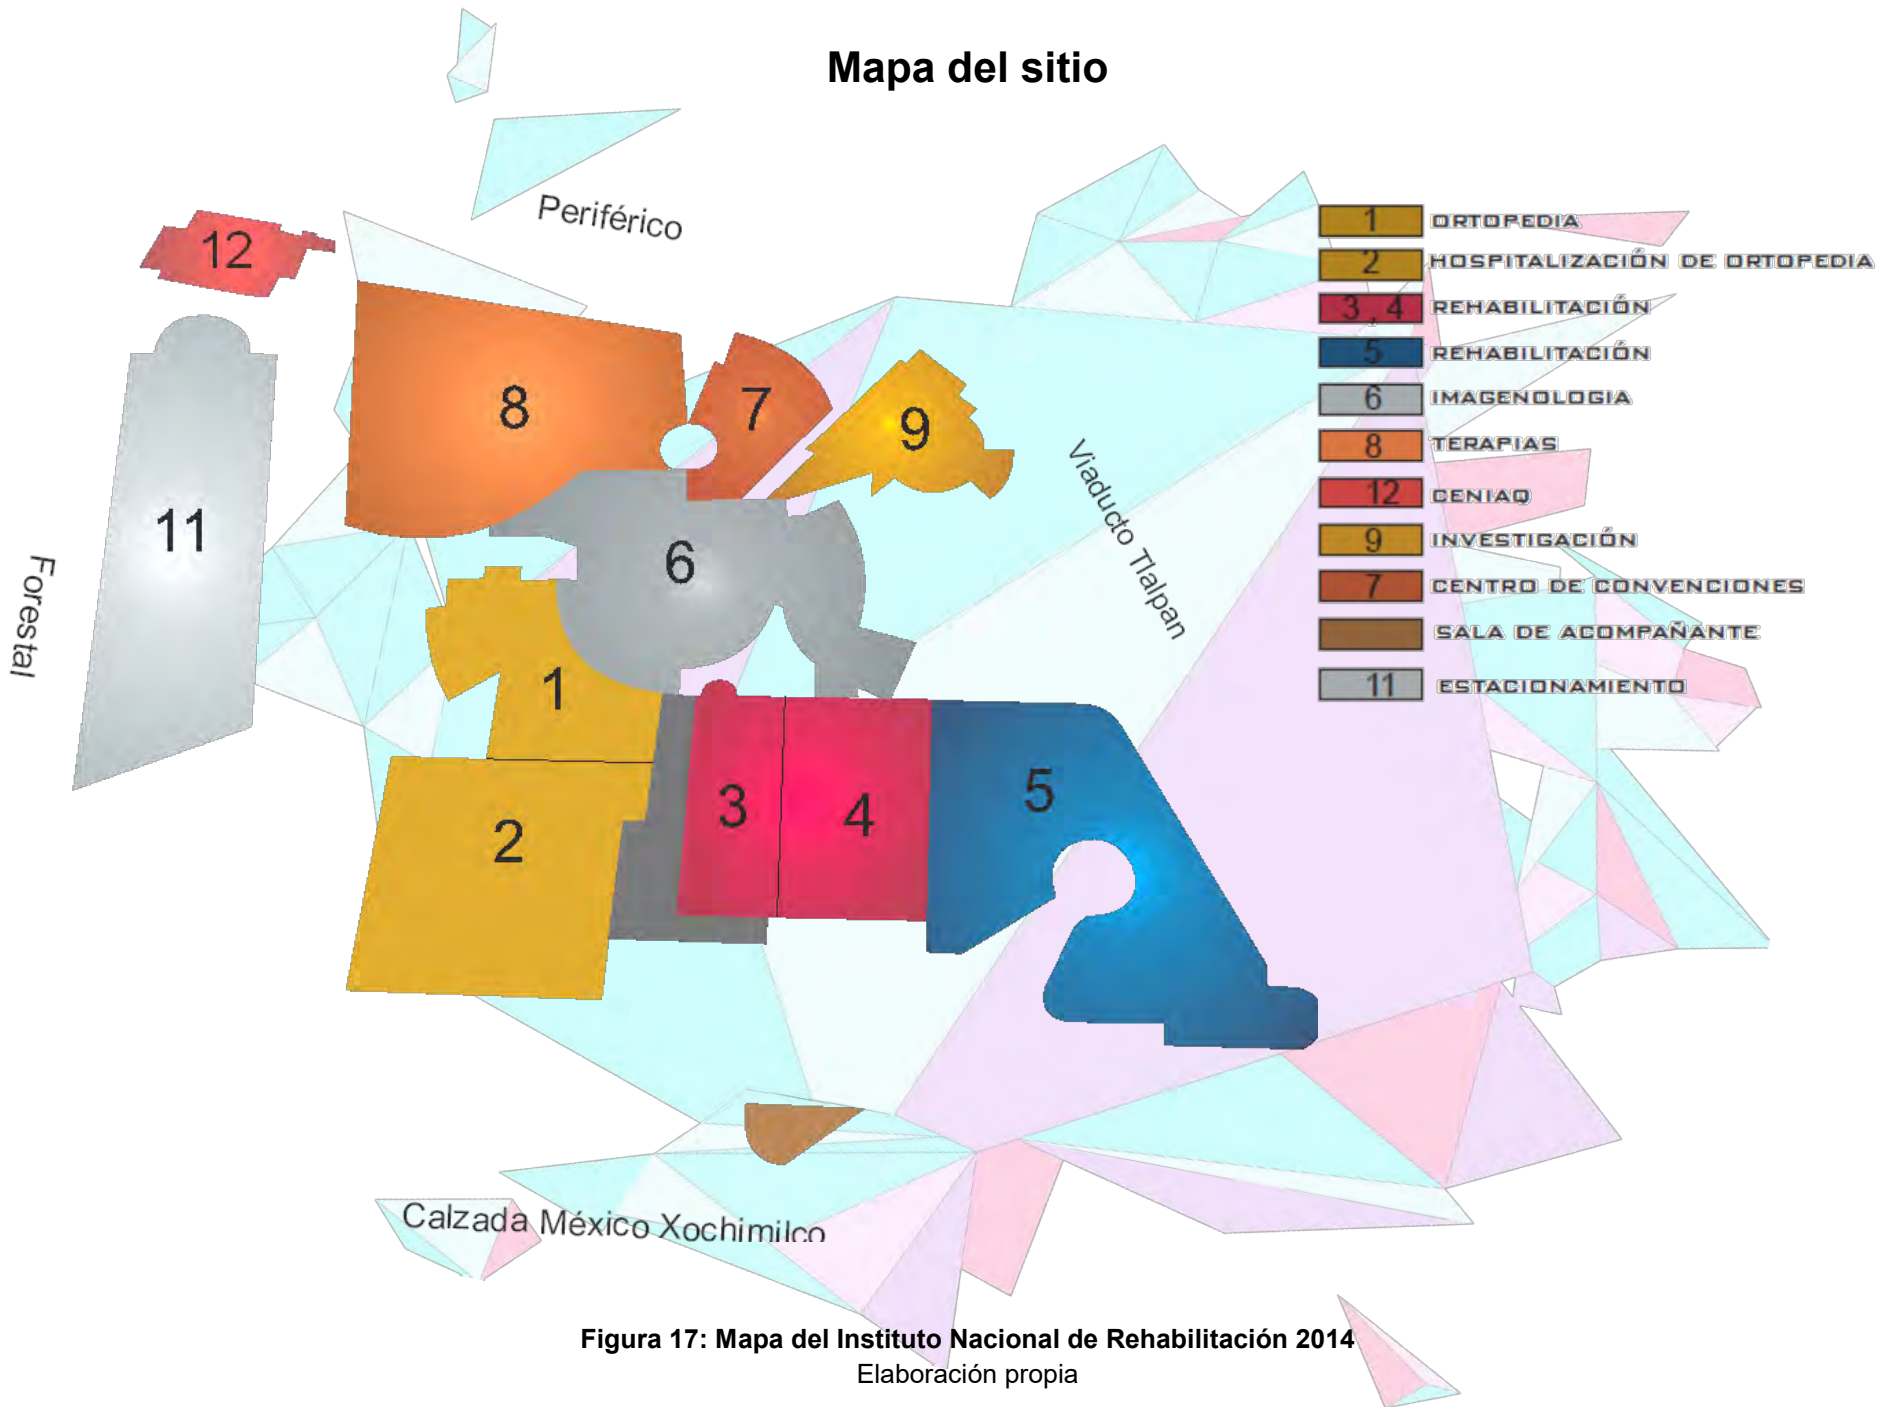 Mapa del sitio
Periférico
12
1 ORTOPEDIA
2 HOSPITALIZACIÓN DE ORTOPEDIA
3, 4 REHABILITACIÓN
5 REHABILITACIÓN
6 IMAGENOLOGIA
8 TERAPIAS
12 CENIAQ
9 INVESTIGACIÓN
7 CENTRO DE CONVENCIONES
SALA DE ACOMPAÑANTE
11 ESTACIONAMIENTO
8
7
9
Viaducto Tlalpan
11
6
Forestal
1
3
4
5
2
Calzada México Xochimilco
Figura 17: Mapa del Instituto Nacional de Rehabilitación 2014
Elaboración propia